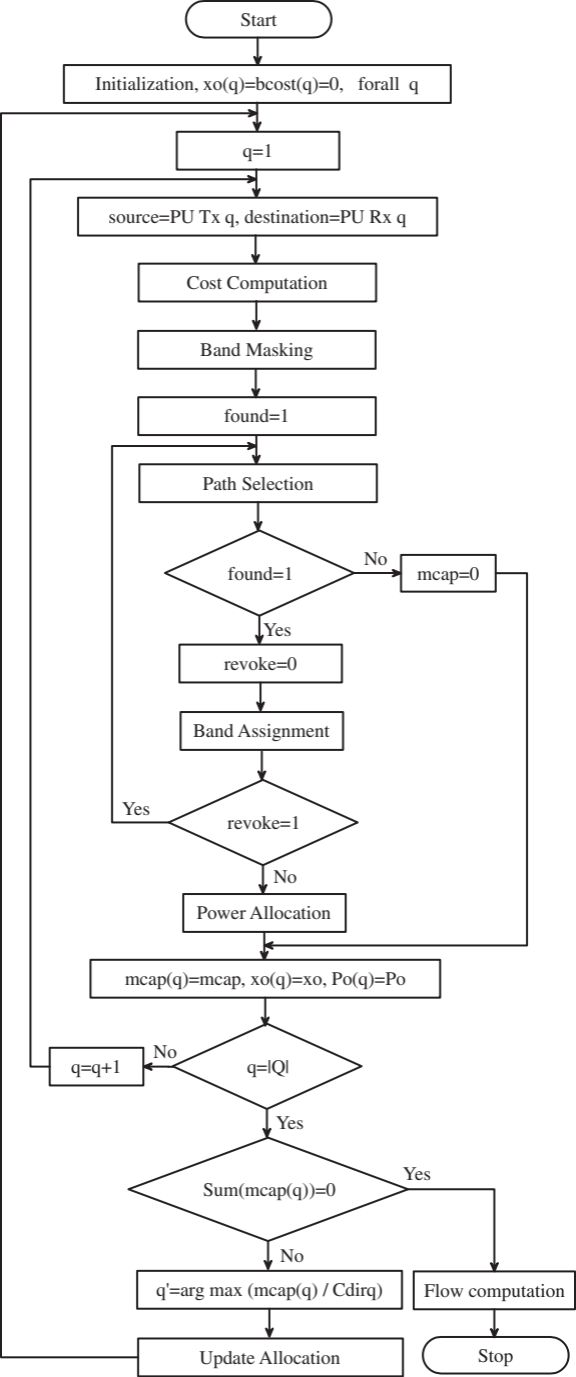 Start
Initialization, xo(q)=bcost(q)=0, forall q
q=1
source=PU Tx q, destination=PU Rx q
Cost Computation
Band Masking
found=1
Path Selection
found=1
No
mcap=0
Yes
revoke=0
Band Assignment
Yes
revoke=1
No
Power Allocation
mcap(q)=mcap, xo(q)=xo, Po(q)=Po
q=q+1
No
q=|Q|
Yes
Sum(mcap(q))=0
Yes
No
q'=arg max (mcap(q) / Cdirq)
Flow computation
Update Allocation
Stop